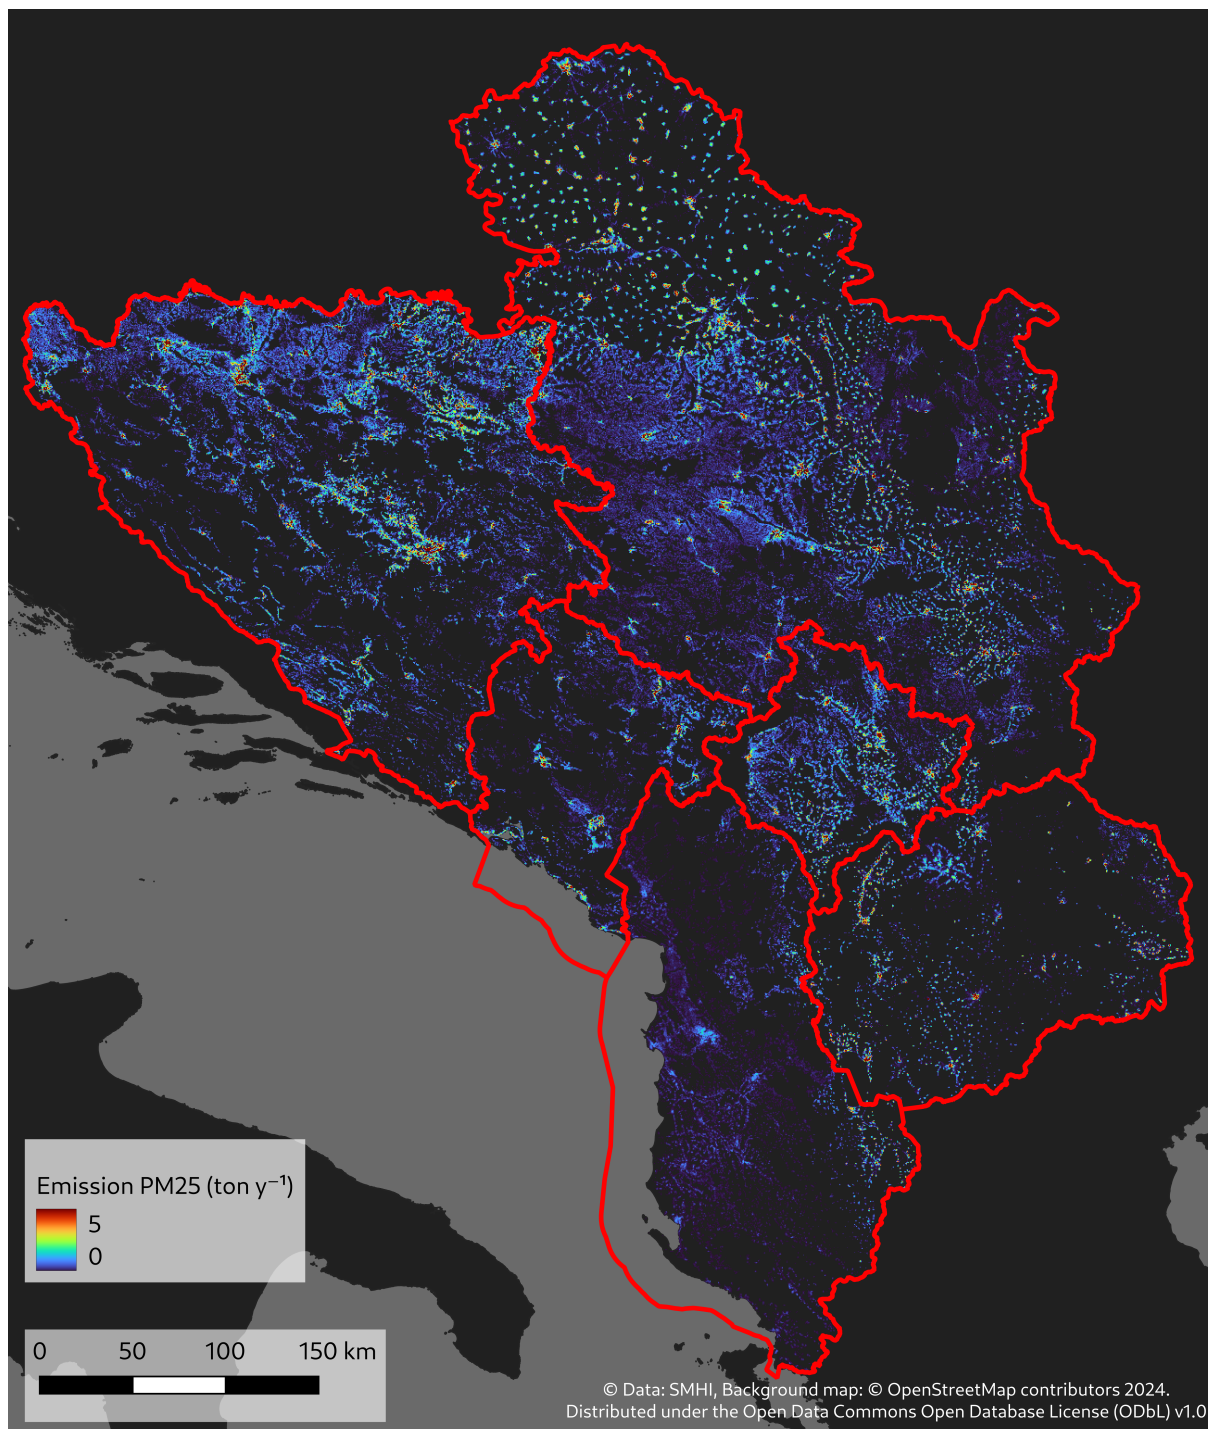 Emission PM25 (ton y⁻¹)
5
0
0 50 100 150 km
© Data: SMHI, Background map: © OpenStreetMap contributors 2024.
Distributed under the Open Data Commons Open Database License (ODbL) v1.0